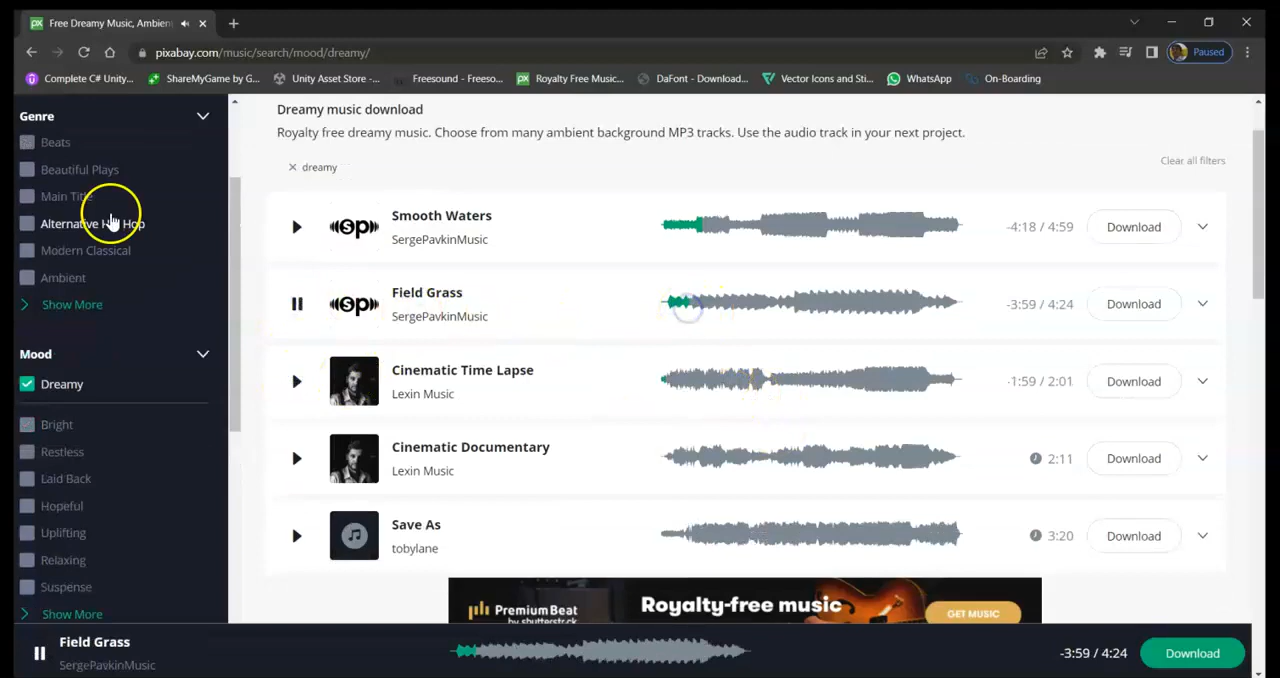 Free Dreamy Music, Ambien
pixabay.com/music/search/mood/dreamy/
Paused
Complete C# Unity...
ShareMyGame by G...
Unity Asset Store -...
Freesound - Freeso...
Royalty Free Music...
DaFont - Download...
Vector Icons and Sti...
WhatsApp
On-Boarding
Genre
Beats
Beautiful Plays
Main Title
Alternative Hip Hop
Modern Classical
Ambient
Show More
Mood
Dreamy
Bright
Restless
Laid Back
Hopeful
Uplifting
Relaxing
Suspense
Show More
Dreamy music download
Royalty free dreamy music. Choose from many ambient background MP3 tracks. Use the audio track in your next project.
dreamy
Clear all filters
Smooth Waters
SergePavkinMusic
-4:18 / 4:59
Download
Field Grass
SergePavkinMusic
-3:59 / 4:24
Download
Cinematic Time Lapse
Lexin Music
-1:59 / 2:01
Download
Cinematic Documentary
Lexin Music
2:11
Download
Save As
tobylane
3:20
Download
PremiumBeat
by shutterstock
Royalty-free music
GET MUSIC
Field Grass
SergePavkinMusic
-3:59 / 4:24
Download